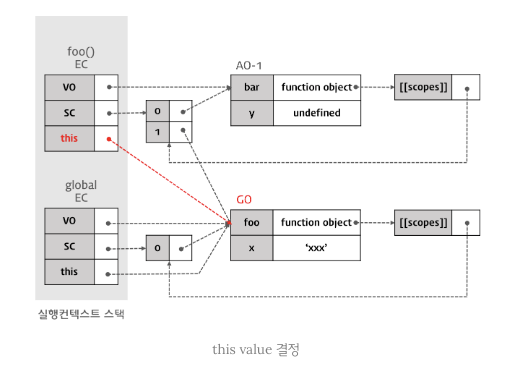 foo()
EC
VO
SC
this
0
1
AO-1
bar function object
y undefined
[[scopes]]
global
EC
VO
SC
this
0
GO
foo function object
x 'xxx'
[[scopes]]
실행컨텍스트 스택
this value 결정